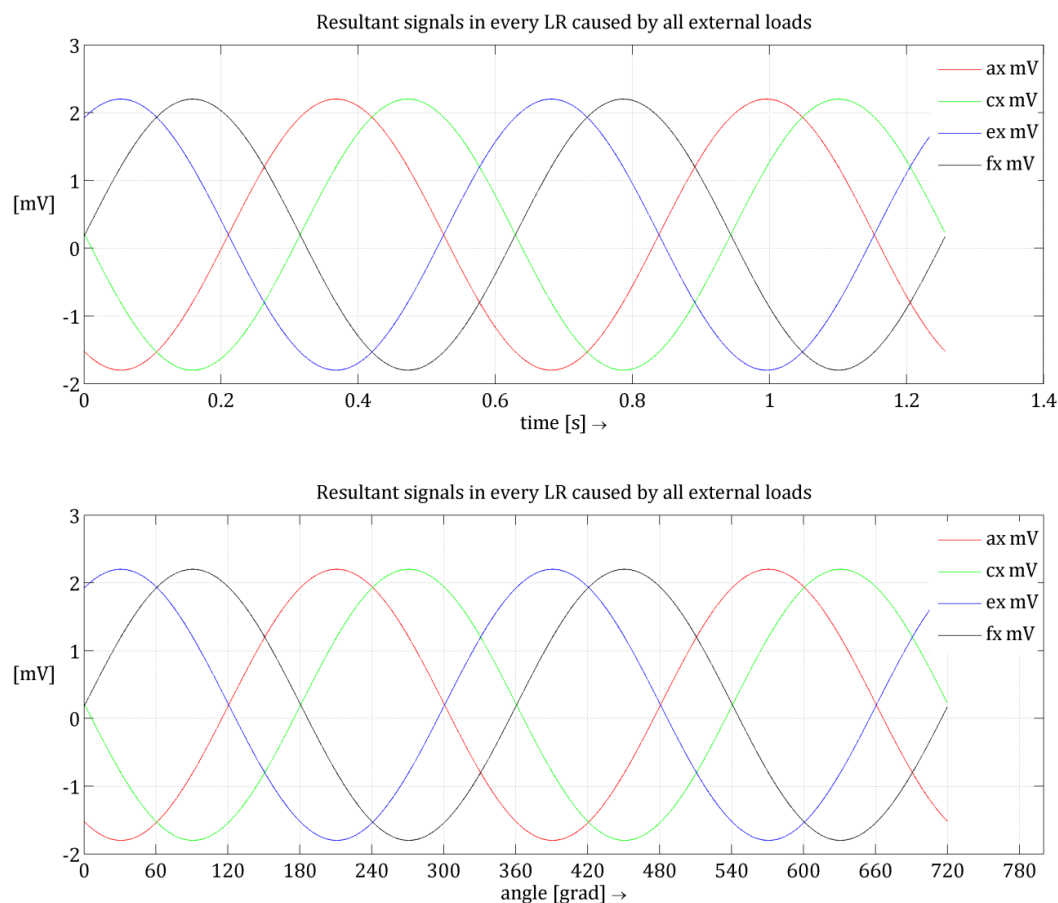 Resultant signals in every LR caused by all external loads
3
2
1
0
-1
-2
[mV]
ax mV
cx mV
ex mV
fx mV
0 0.2 0.4 0.6 0.8 1 1.2 1.4
time [s] →
Resultant signals in every LR caused by all external loads
3
2
1
0
-1
-2
[mV]
ax mV
cx mV
ex mV
fx mV
0 60 120 180 240 300 360 420 480 540 600 660 720 780
angle [grad] →